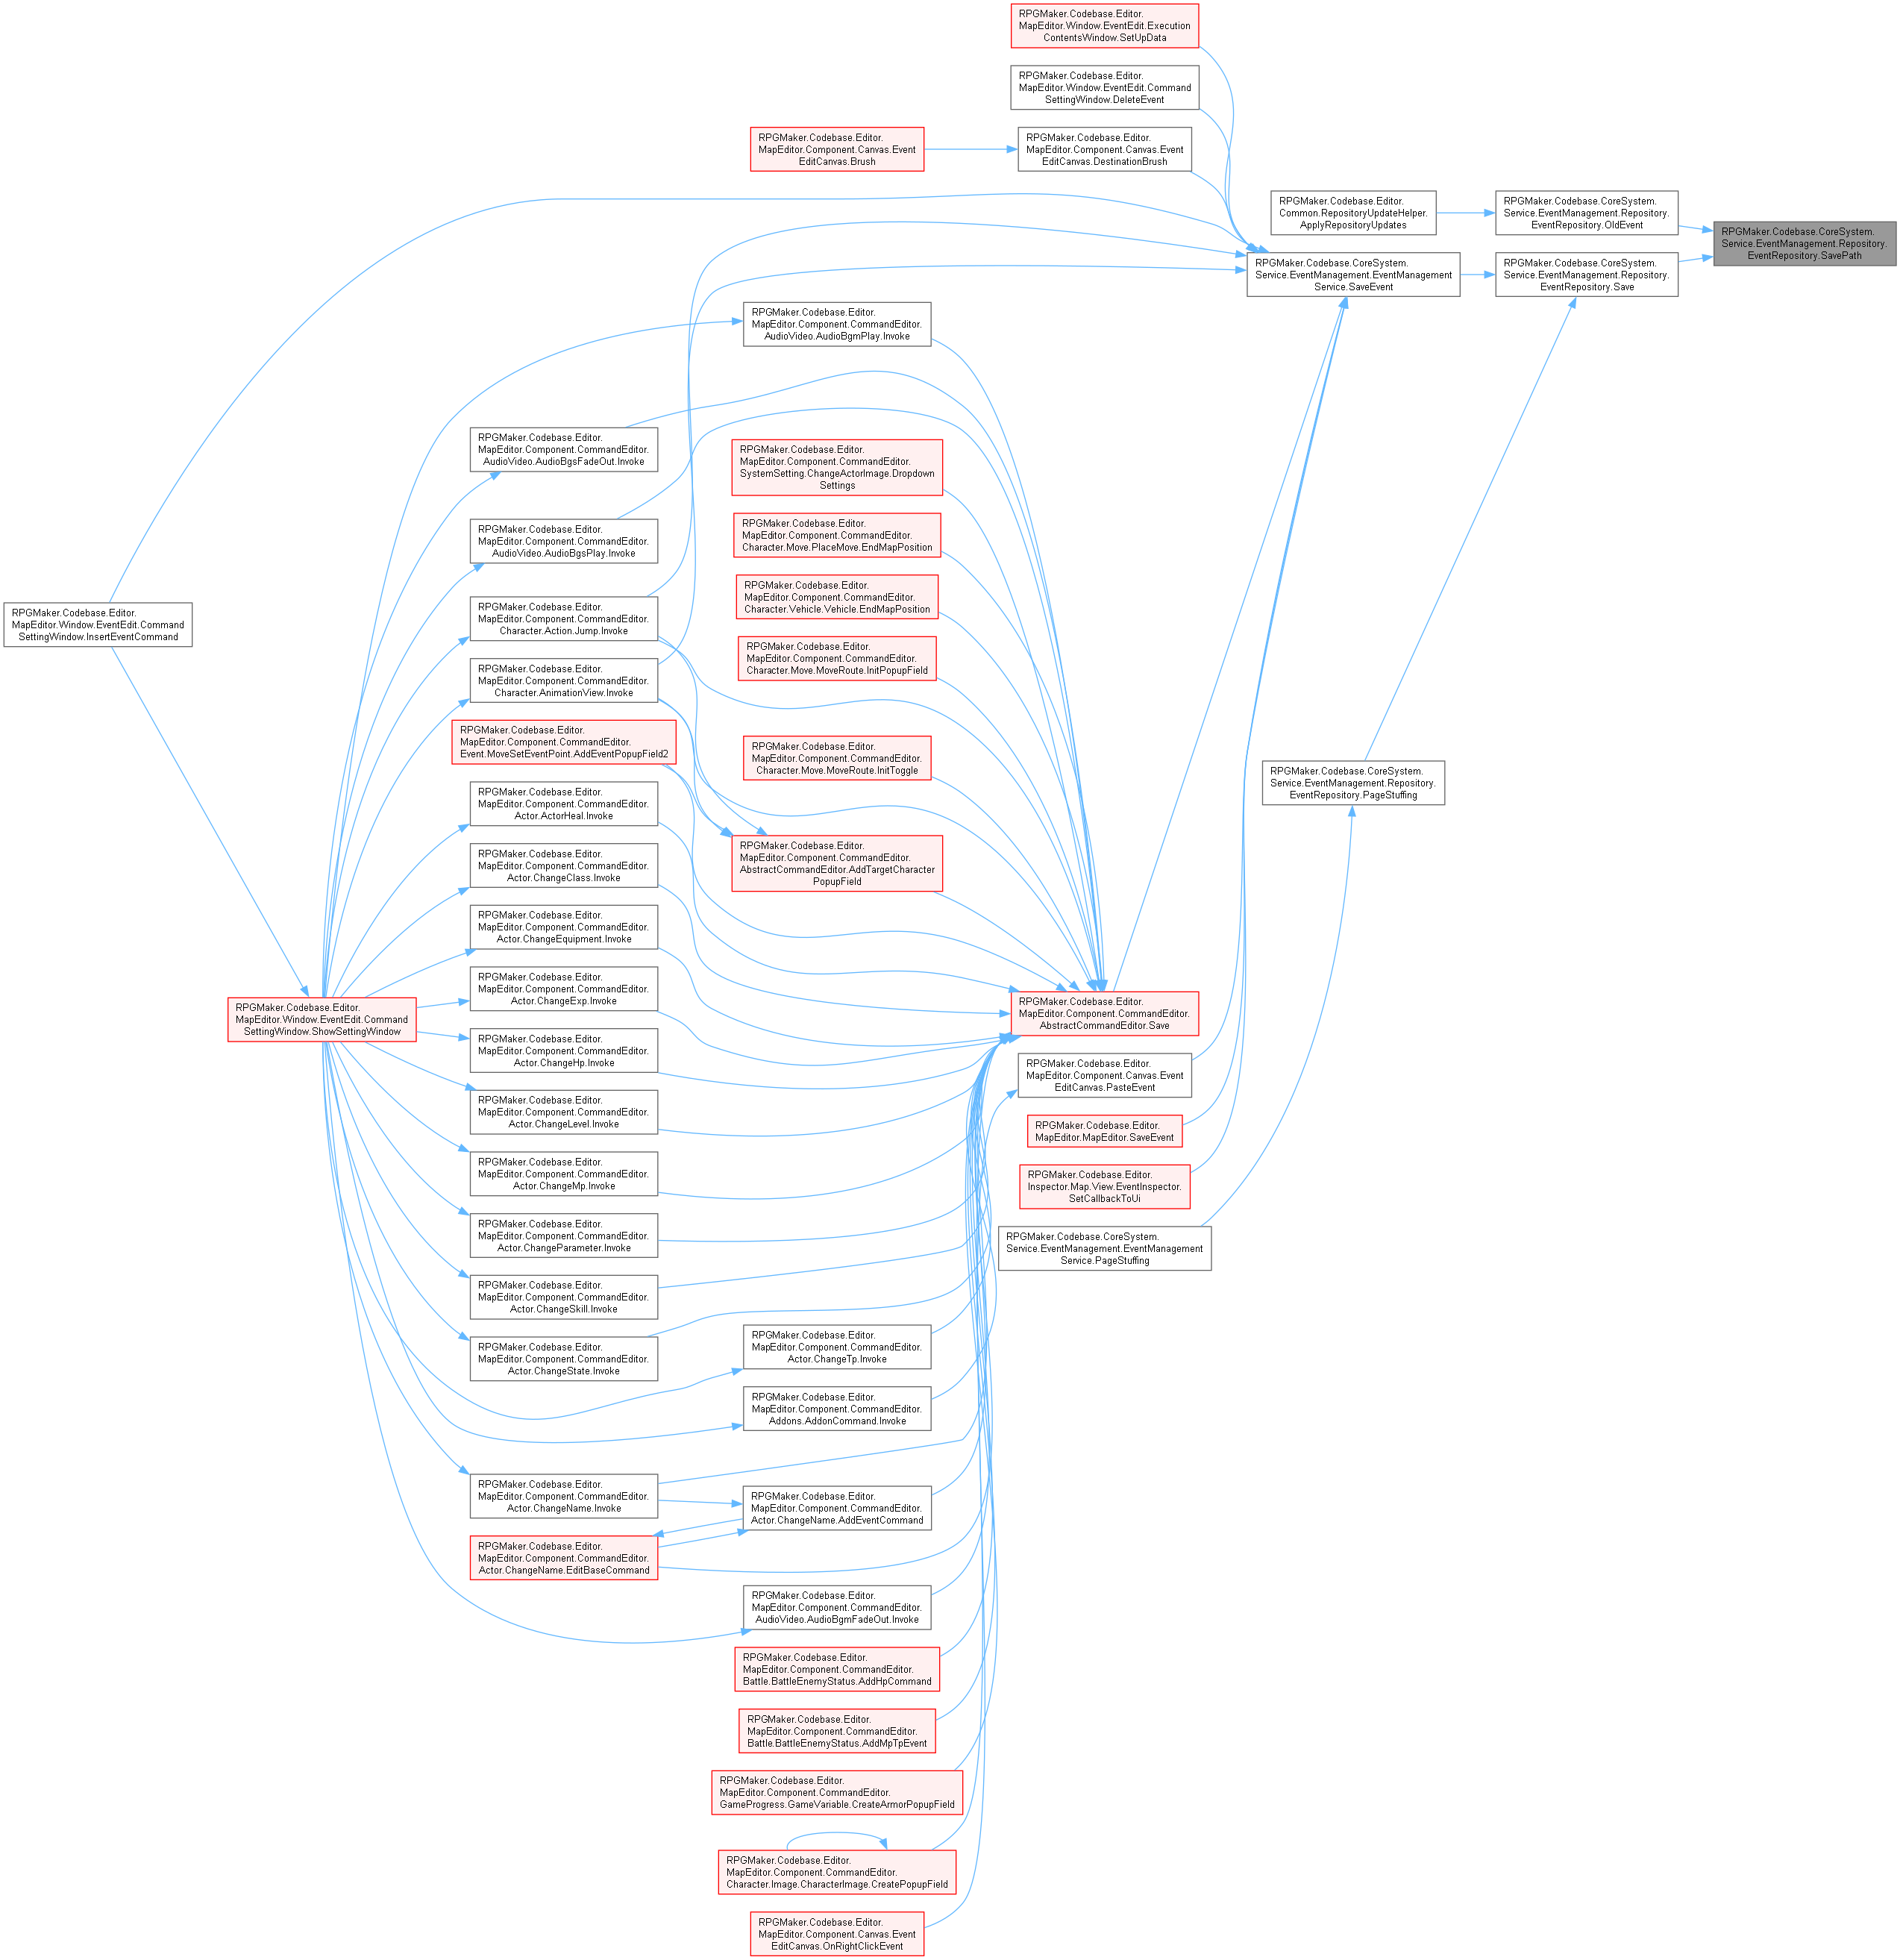 RPGMaker.Codebase.Editor.
MapEditor.Window.EventEdit.Execution
ContentsWindow.SetUpData
RPGMaker.Codebase.Editor.
MapEditor.Window.EventEdit.Command
SettingWindow.DeleteEvent
RPGMaker.Codebase.Editor.
MapEditor.Component.Canvas.Event
EditCanvas.Brush
RPGMaker.Codebase.Editor.
MapEditor.Component.Canvas.Event
EditCanvas.DestinationBrush
RPGMaker.Codebase.Editor.
Common.RepositoryUpdateHelper.
ApplyRepositoryUpdates
RPGMaker.Codebase.CoreSystem.
Service.EventManagement.Repository.
EventRepository.OldEvent
RPGMaker.Codebase.CoreSystem.
Service.EventManagement.Repository.
EventRepository.SavePath
RPGMaker.Codebase.CoreSystem.
Service.EventManagement.EventManagement
Service.SaveEvent
RPGMaker.Codebase.CoreSystem.
Service.EventManagement.Repository.
EventRepository.Save
RPGMaker.Codebase.Editor.
MapEditor.Component.CommandEditor.
AudioVideo.AudioBgmPlay.Invoke
RPGMaker.Codebase.Editor.
MapEditor.Component.CommandEditor.
AudioVideo.AudioBgsFadeOut.Invoke
RPGMaker.Codebase.Editor.
MapEditor.Component.CommandEditor.
SystemSetting.ChangeActorImage.Dropdown
Settings
RPGMaker.Codebase.Editor.
MapEditor.Component.CommandEditor.
AudioVideo.AudioBgsPlay.Invoke
RPGMaker.Codebase.Editor.
MapEditor.Component.CommandEditor.
Character.Move.PlaceMove.EndMapPosition
RPGMaker.Codebase.Editor.
MapEditor.Component.CommandEditor.
Character.Vehicle.Vehicle.EndMapPosition
RPGMaker.Codebase.Editor.
MapEditor.Window.EventEdit.Command
SettingWindow.InsertEventCommand
RPGMaker.Codebase.Editor.
MapEditor.Component.CommandEditor.
Character.Action.Jump.Invoke
RPGMaker.Codebase.Editor.
MapEditor.Component.CommandEditor.
Character.Move.MoveRoute.InitPopupField
RPGMaker.Codebase.Editor.
MapEditor.Component.CommandEditor.
Character.AnimationView.Invoke
RPGMaker.Codebase.Editor.
MapEditor.Component.CommandEditor.
Event.MoveSetEventPoint.AddEventPopupField2
RPGMaker.Codebase.Editor.
MapEditor.Component.CommandEditor.
Character.Move.MoveRoute.InitToggle
RPGMaker.Codebase.CoreSystem.
Service.EventManagement.Repository.
EventRepository.PageStuffing
RPGMaker.Codebase.Editor.
MapEditor.Component.CommandEditor.
Actor.ActorHeal.Invoke
RPGMaker.Codebase.Editor.
MapEditor.Component.CommandEditor.
AbstractCommandEditor.AddTargetCharacter
PopupField
RPGMaker.Codebase.Editor.
MapEditor.Component.CommandEditor.
Actor.ChangeClass.Invoke
RPGMaker.Codebase.Editor.
MapEditor.Component.CommandEditor.
Actor.ChangeEquipment.Invoke
RPGMaker.Codebase.Editor.
MapEditor.Component.CommandEditor.
Actor.ChangeExp.Invoke
RPGMaker.Codebase.Editor.
MapEditor.Window.EventEdit.Command
SettingWindow.ShowSettingWindow
RPGMaker.Codebase.Editor.
MapEditor.Component.CommandEditor.
AbstractCommandEditor.Save
RPGMaker.Codebase.Editor.
MapEditor.Component.CommandEditor.
Actor.ChangeHp.Invoke
RPGMaker.Codebase.Editor.
MapEditor.Component.Canvas.Event
EditCanvas.PasteEvent
RPGMaker.Codebase.Editor.
MapEditor.Component.CommandEditor.
Actor.ChangeLevel.Invoke
RPGMaker.Codebase.Editor.
MapEditor.MapEditor.SaveEvent
RPGMaker.Codebase.Editor.
MapEditor.Component.CommandEditor.
Actor.ChangeMp.Invoke
RPGMaker.Codebase.Editor.
Inspector.Map.View.EventInspector.
SetCallbackToUi
RPGMaker.Codebase.Editor.
MapEditor.Component.CommandEditor.
Actor.ChangeParameter.Invoke
RPGMaker.Codebase.CoreSystem.
Service.EventManagement.EventManagement
Service.PageStuffing
RPGMaker.Codebase.Editor.
MapEditor.Component.CommandEditor.
Actor.ChangeSkill.Invoke
RPGMaker.Codebase.Editor.
MapEditor.Component.CommandEditor.
Actor.ChangeState.Invoke
RPGMaker.Codebase.Editor.
MapEditor.Component.CommandEditor.
Actor.ChangeTp.Invoke
RPGMaker.Codebase.Editor.
MapEditor.Component.CommandEditor.
Addons.AddonCommand.Invoke
RPGMaker.Codebase.Editor.
MapEditor.Component.CommandEditor.
Actor.ChangeName.Invoke
RPGMaker.Codebase.Editor.
MapEditor.Component.CommandEditor.
Actor.ChangeName.AddEventCommand
RPGMaker.Codebase.Editor.
MapEditor.Component.CommandEditor.
Actor.ChangeName.EditBaseCommand
RPGMaker.Codebase.Editor.
MapEditor.Component.CommandEditor.
AudioVideo.AudioBgmFadeOut.Invoke
RPGMaker.Codebase.Editor.
MapEditor.Component.CommandEditor.
Battle.BattleEnemyStatus.AddHpCommand
RPGMaker.Codebase.Editor.
MapEditor.Component.CommandEditor.
Battle.BattleEnemyStatus.AddMpTpEvent
RPGMaker.Codebase.Editor.
MapEditor.Component.CommandEditor.
GameProgress.GameVariable.CreateArmorPopupField
RPGMaker.Codebase.Editor.
MapEditor.Component.CommandEditor.
Character.Image.CharacterImage.CreatePopupField
RPGMaker.Codebase.Editor.
MapEditor.Component.Canvas.Event
EditCanvas.OnRightClickEvent